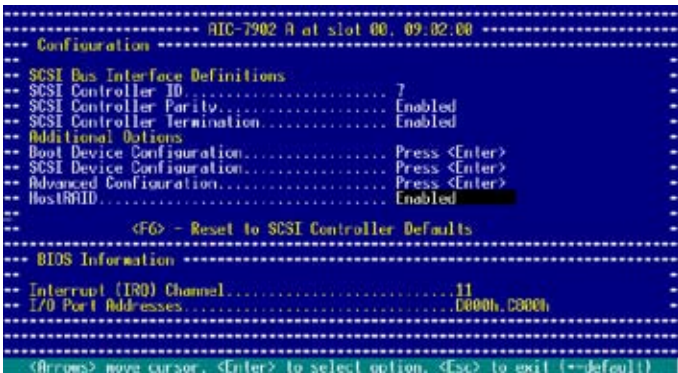 AIC-7902 A at slot 00, 09:02:00
Configuration
SCSI Bus Interface Definitions
SCSI Controller ID........................ 7
SCSI Controller Parity.................... Enabled
SCSI Controller Termination............... Enabled
Additional Options
Boot Device Configuration................. Press <Enter>
SCSI Device Configuration................. Press <Enter>
Advanced Configuration.................... Press <Enter>
HostRAID.................................. Enabled
<F6> - Reset to SCSI Controller Defaults
BIOS Information
Interrupt (IRQ) Channel...........................11
I/O Port Addresses................................D000h, C800h
<Arrows> move cursor, <Enter> to select option, <Esc> to exit (*=default)